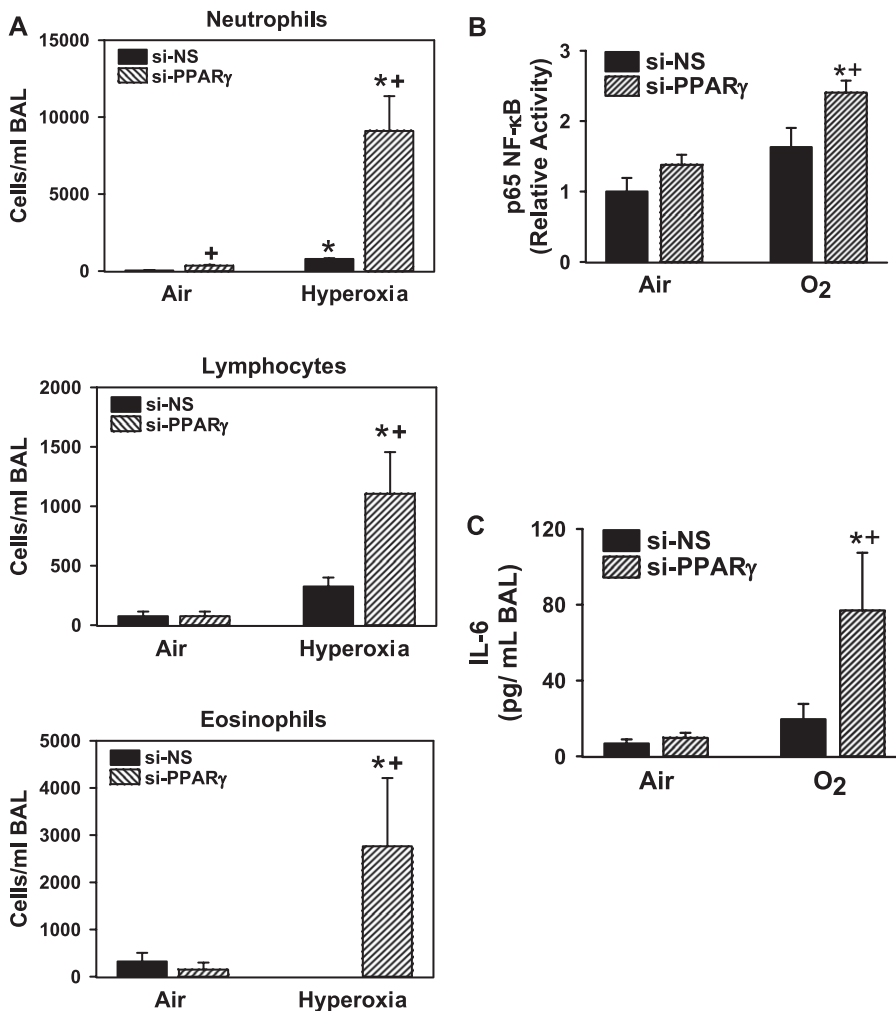 A
Neutrophils
15000
10000
5000
0
Cells/ml BAL
si-NS
si-PPARγ
+
*
*+
Air
Hyperoxia
Lymphocytes
2000
1500
1000
500
0
Cells/ml BAL
si-NS
si-PPARγ
*+
Air
Hyperoxia
Eosinophils
5000
4000
3000
2000
1000
0
Cells/ml BAL
si-NS
si-PPARγ
*+
Air
Hyperoxia
B
3
2
1
0
p65 NF-κB
(Relative Activity)
si-NS
si-PPARγ
*+
Air
O2
C
120
80
40
0
IL-6
(pg/ mL BAL)
si-NS
si-PPARγ
*+
Air
O2